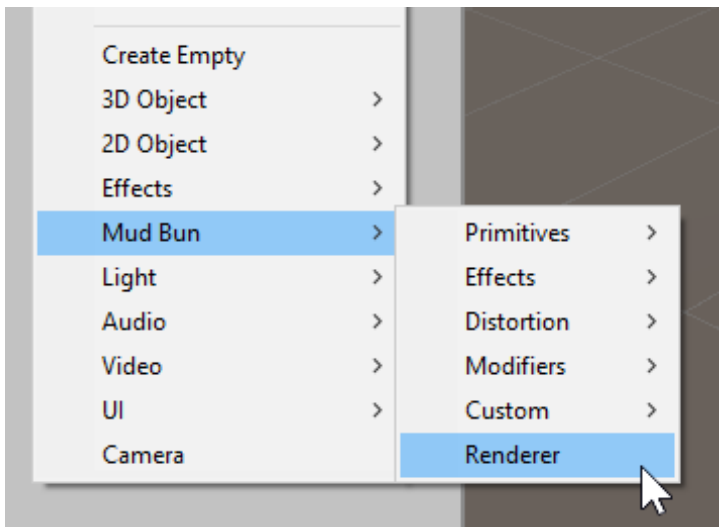 Create Empty
3D Object
2D Object
Effects
Mud Bun
Light
Audio
Video
UI
Camera
Primitives
Effects
Distortion
Modifiers
Custom
Renderer